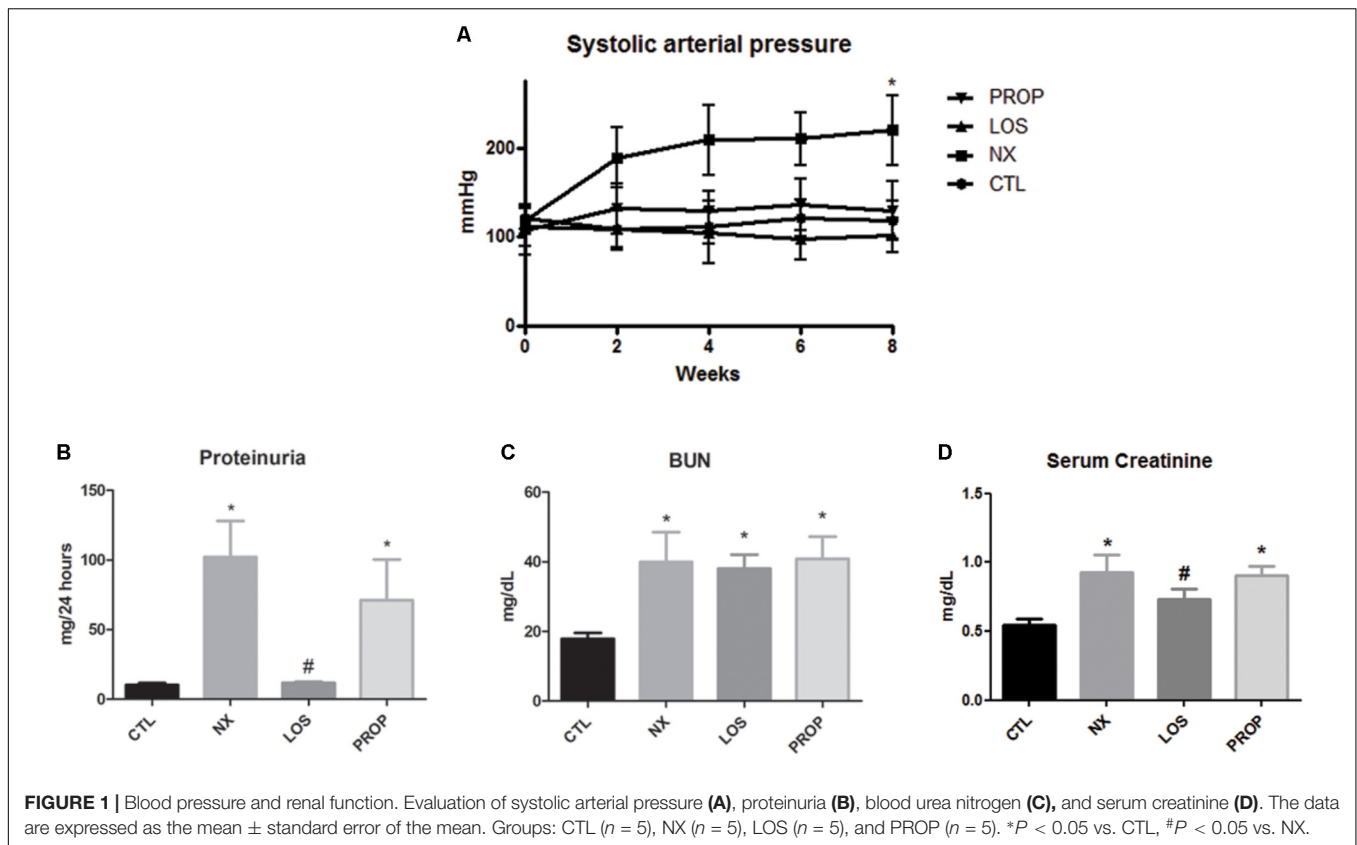 A
Systolic arterial pressure
*
PROP
LOS
NX
CTL
200
100
0
mmHg
0 2 4 6 8
Weeks
B
Proteinuria
150
100
50
0
mg/24 hours
*
#
*
CTL NX LOS PROP
C
BUN
60
40
20
0
mg/dL
*
*
*
CTL NX LOS PROP
D
Serum Creatinine
1.5
1.0
0.5
0.0
mg/dL
*
#
*
CTL NX LOS PROP
FIGURE 1 | Blood pressure and renal function. Evaluation of systolic arterial pressure (A), proteinuria (B), blood urea nitrogen (C), and serum creatinine (D). The data
are expressed as the mean ± standard error of the mean. Groups: CTL (n = 5), NX (n = 5), LOS (n = 5), and PROP (n = 5). *P < 0.05 vs. CTL, #P < 0.05 vs. NX.